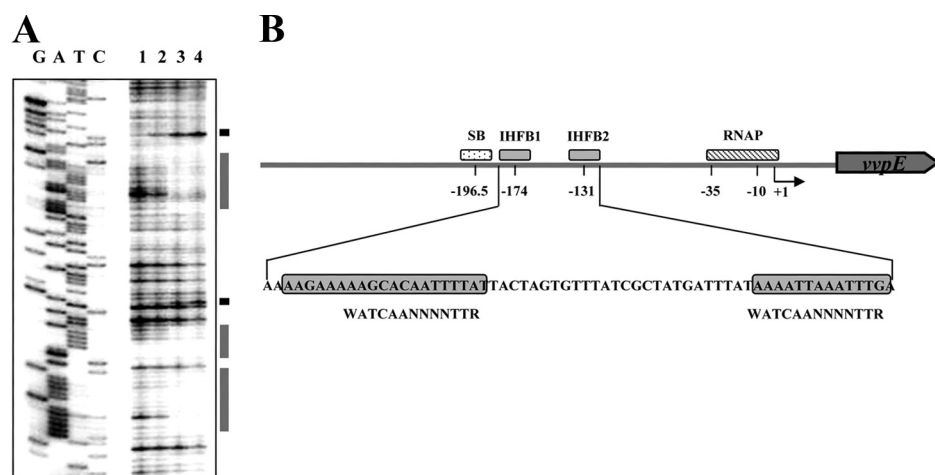 A B
G A T C 1 2 3 4
SB IHFB1 IHFB2 RNAP
vvpE
-196.5 -174 -131 -35 -10 +1
AAAAGAAAAAGCACAATTTTATTACTAGTGTTTATCGCTATGATTTATAAAATTAAATTTGA
WATCAANNNNTTR WATCAANNNNTTR